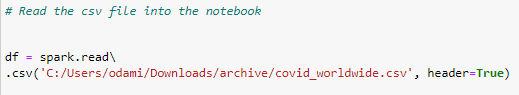 # Read the csv file into the notebook
df = spark.read\
.csv('C:/Users/odami/Downloads/archive/covid_worldwide.csv', header=True)